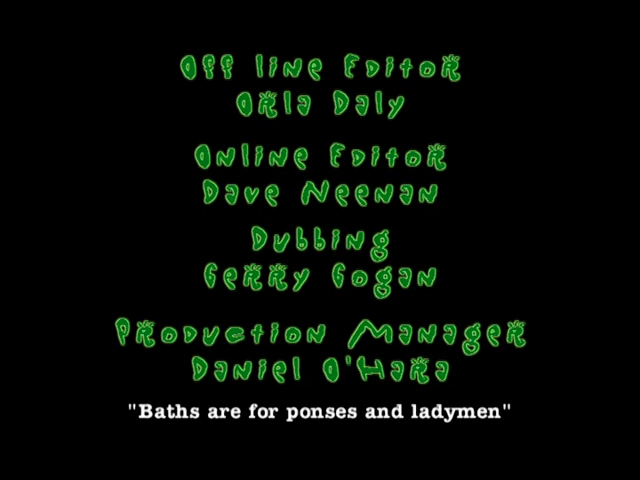 Off line Editor
Orla Daly
Online Editor
Dave Neenan
Dubbing
Gerry Gogan
Production Manager
Daniel O'Hara
"Baths are for ponses and ladymen"